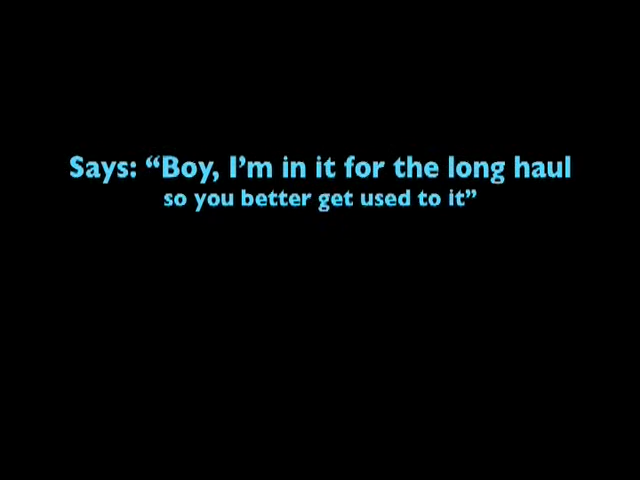 Says: “Boy, I’m in it for the long haul
so you better get used to it”